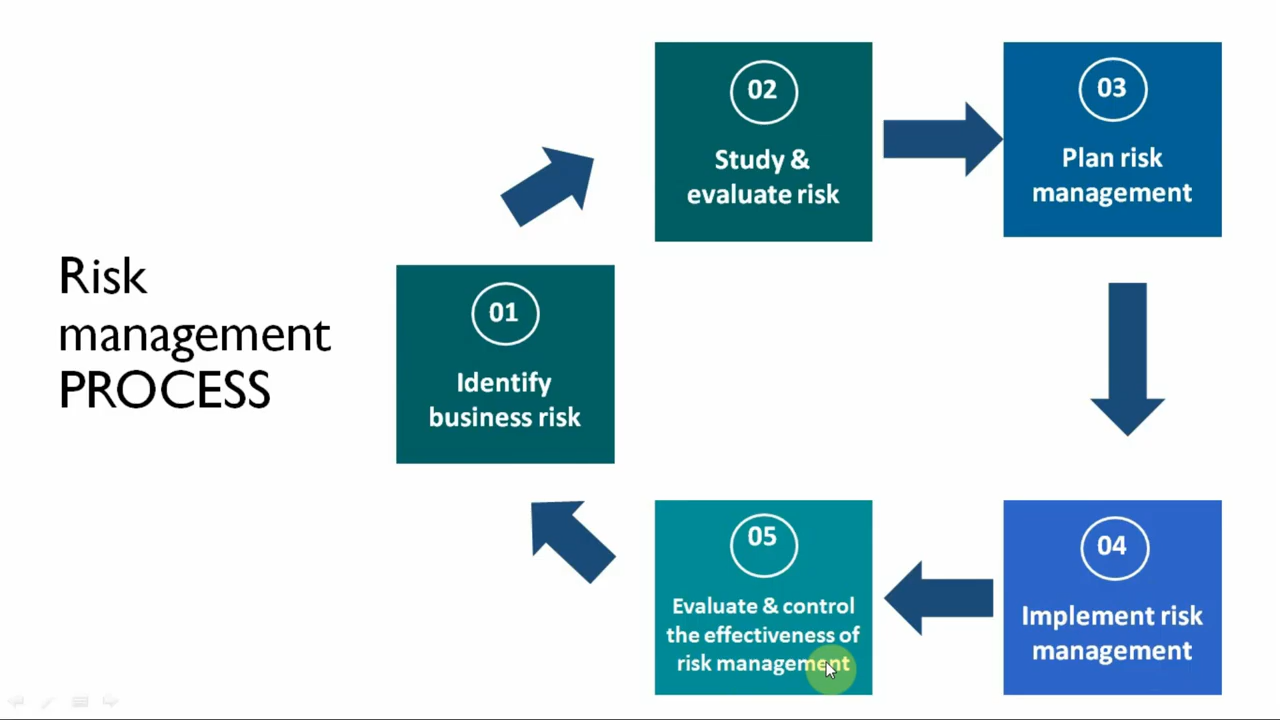 Risk
management
PROCESS
01
Identify
business risk
02
Study &
evaluate risk
03
Plan risk
management
04
Implement risk
management
05
Evaluate & control
the effectiveness of
risk management